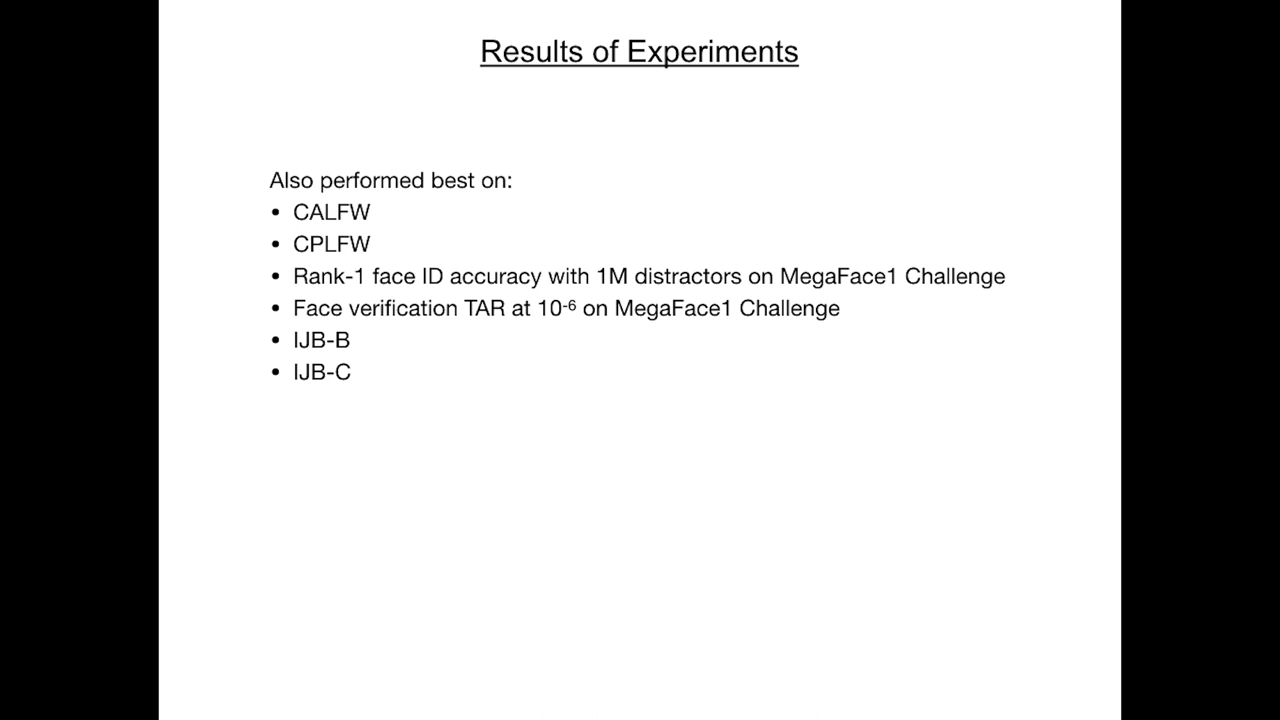 Results of Experiments
Also performed best on:
• CALFW
• CPLFW
• Rank-1 face ID accuracy with 1M distractors on MegaFace1 Challenge
• Face verification TAR at 10⁻⁶ on MegaFace1 Challenge
• IJB-B
• IJB-C